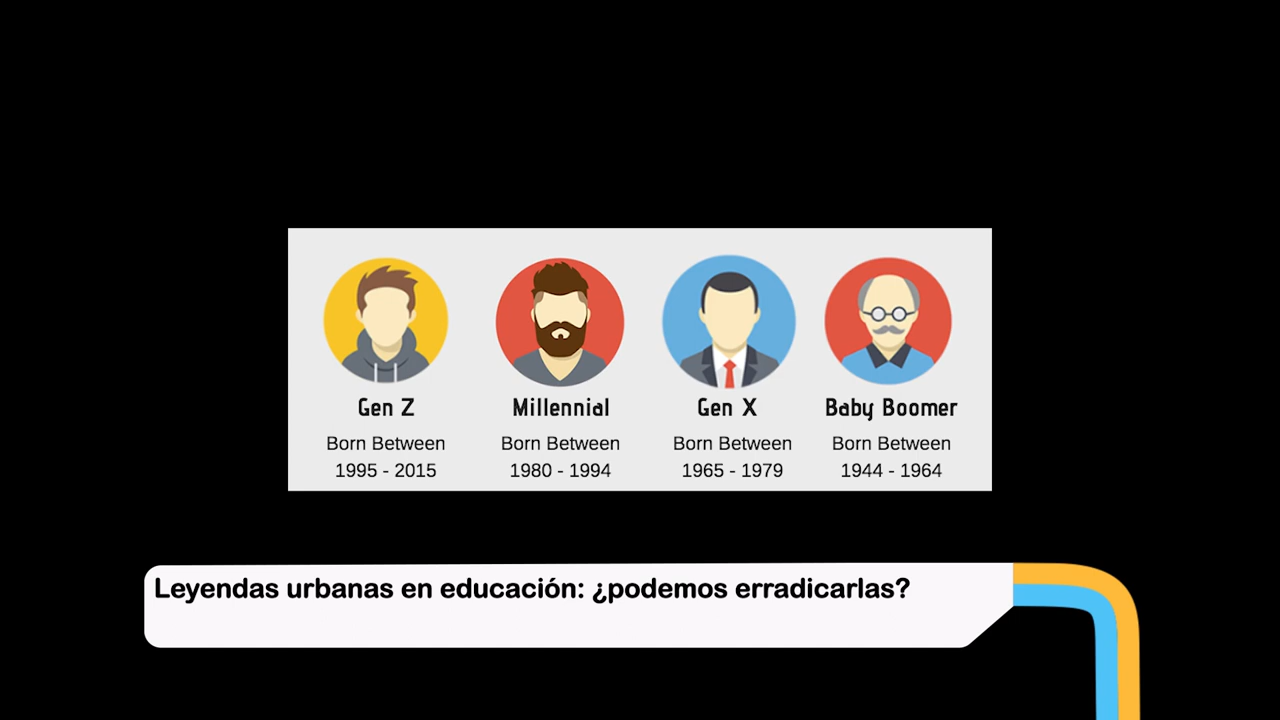 Gen Z
Born Between
1995 - 2015
Millennial
Born Between
1980 - 1994
Gen X
Born Between
1965 - 1979
Baby Boomer
Born Between
1944 - 1964
Leyendas urbanas en educación: ¿podemos erradicarlas?